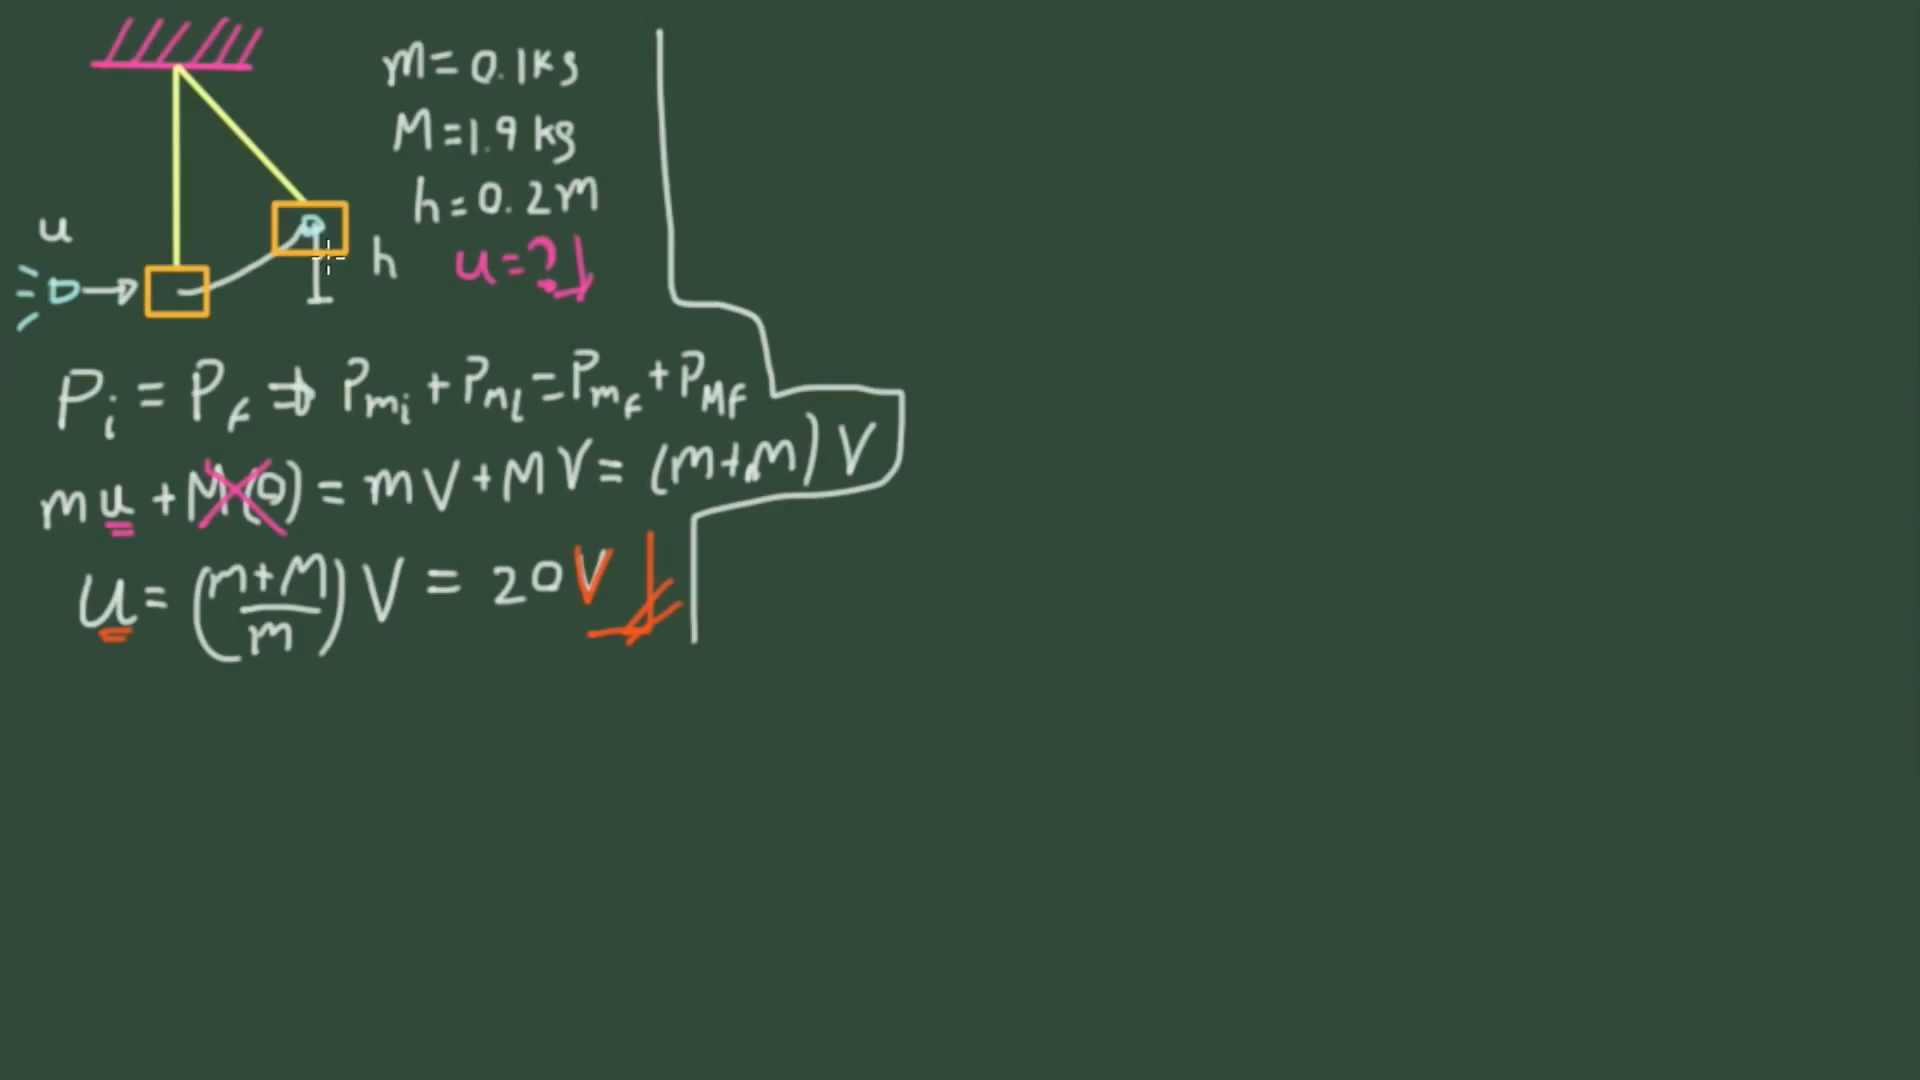 m = 0.1kg
M = 1.9 kg
h = 0.2m
u
h
u = ?
Pi = Pf ⇒ Pmi + PMi = Pmf + PMf
mu + M(0) = mV + MV = (m+M) V
u = (m+M/m) V = 20V